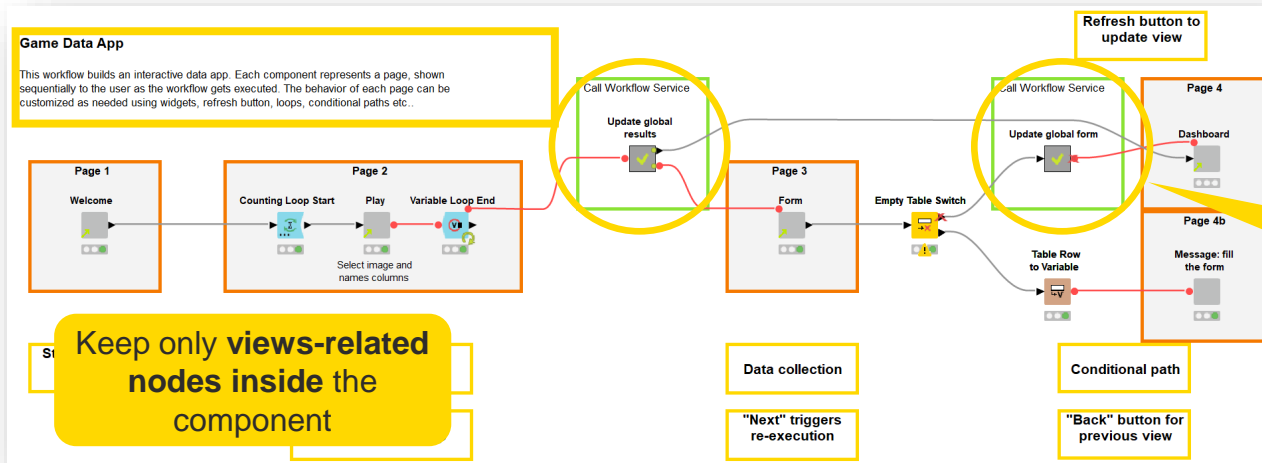 Game Data App
This workflow builds an interactive data app. Each component represents a page, shown
sequentially to the user as the workflow gets executed. The behavior of each page can be
customized as needed using widgets, refresh button, loops, conditional paths etc..
Refresh button to
update view
Call Workflow Service
Update global
results
Call Workflow Service
Update global form
Page 4
Dashboard
Page 1
Welcome
Page 2
Counting Loop Start
Play
Variable Loop End
Select image and
names columns
Page 3
Form
Empty Table Switch
Table Row
to Variable
Page 4b
Message: fill
the form
Keep only views-related
nodes inside the
component
Data collection
Conditional path
"Next" triggers
re-execution
"Back" button for
previous view